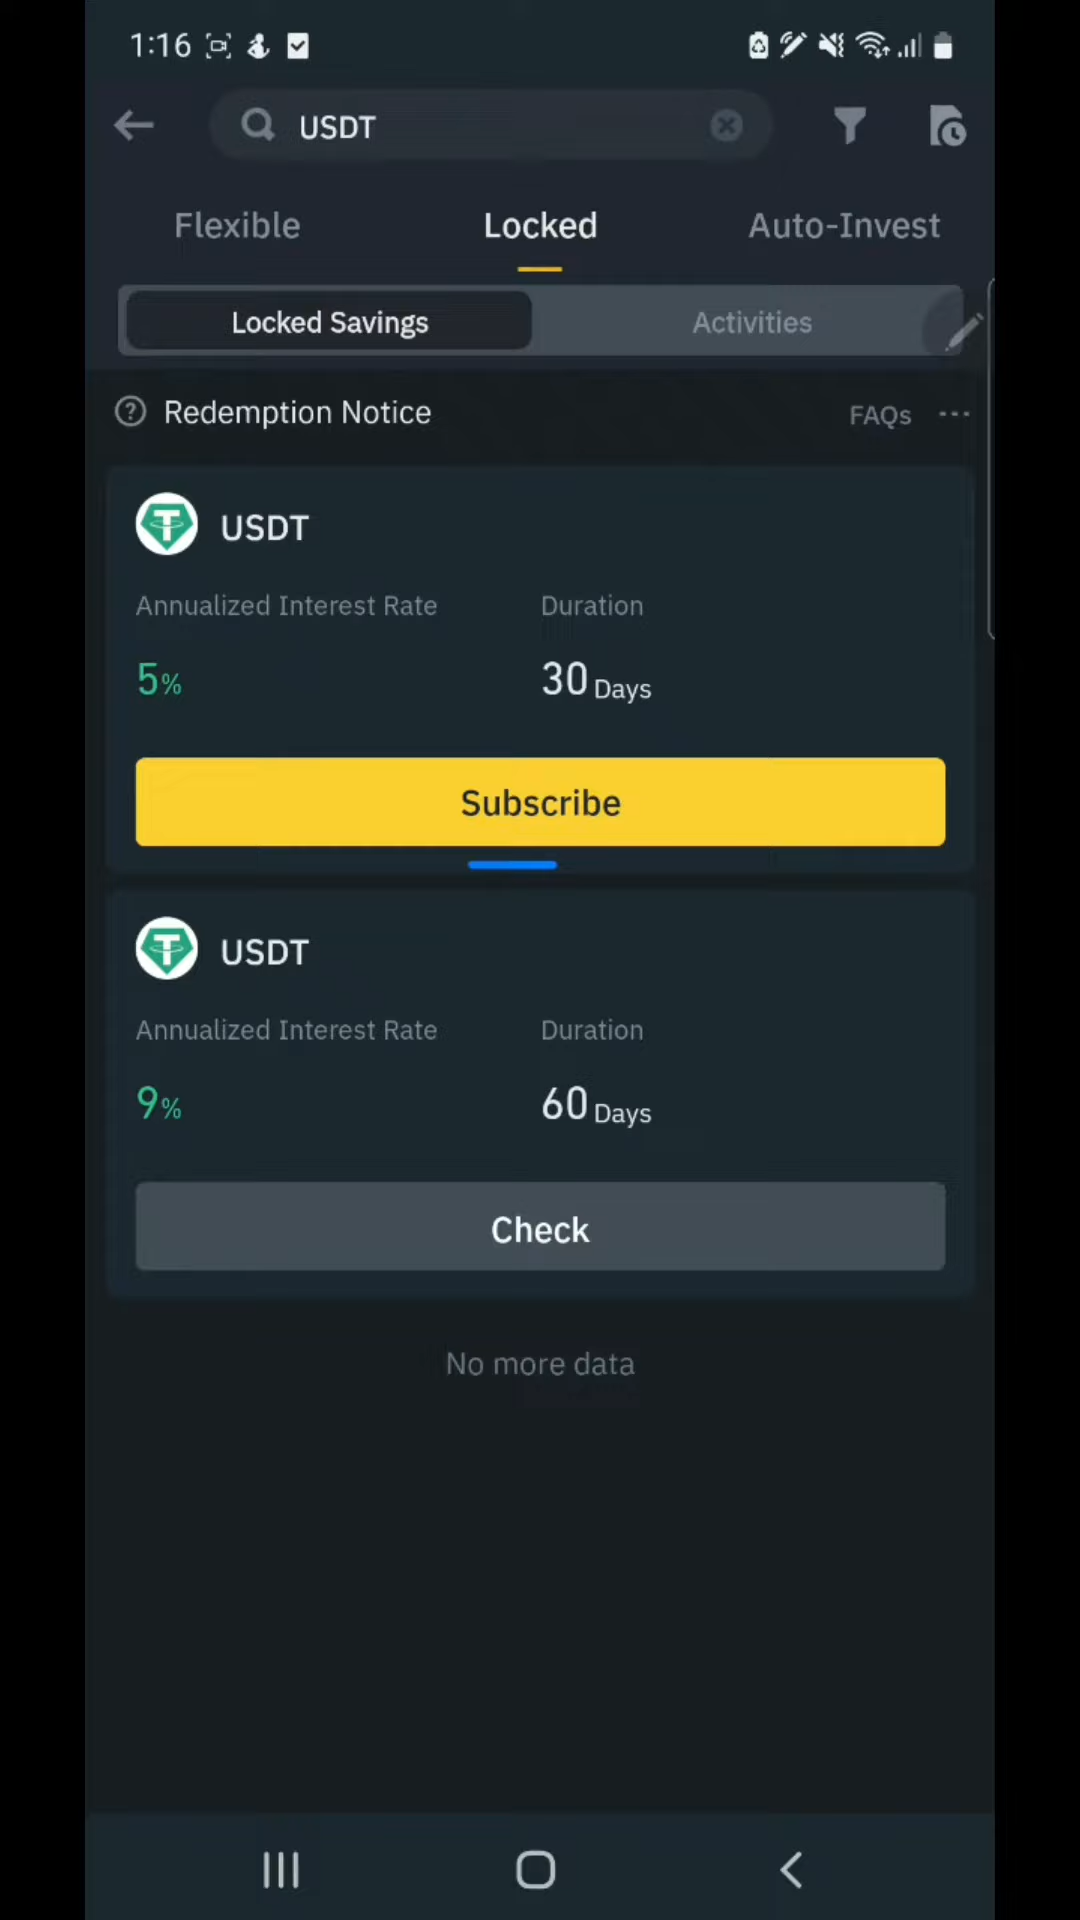 1:16
USDT
Flexible
Locked
Auto-Invest
Locked Savings
Activities
Redemption Notice
FAQs
USDT
Annualized Interest Rate
Duration
5%
30 Days
Subscribe
USDT
Annualized Interest Rate
Duration
9%
60 Days
Check
No more data